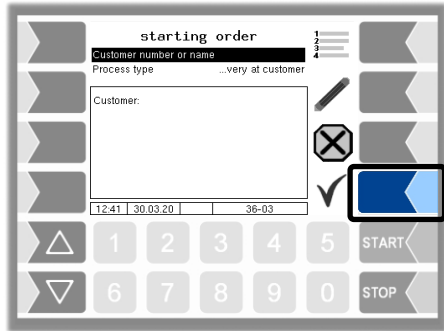 starting order
Customer number or name
Process type ...very at customer
Customer:
1
2
3
4
12:41 30.03.20 36-03
1 2 3 4 5 START
6 7 8 9 0 STOP